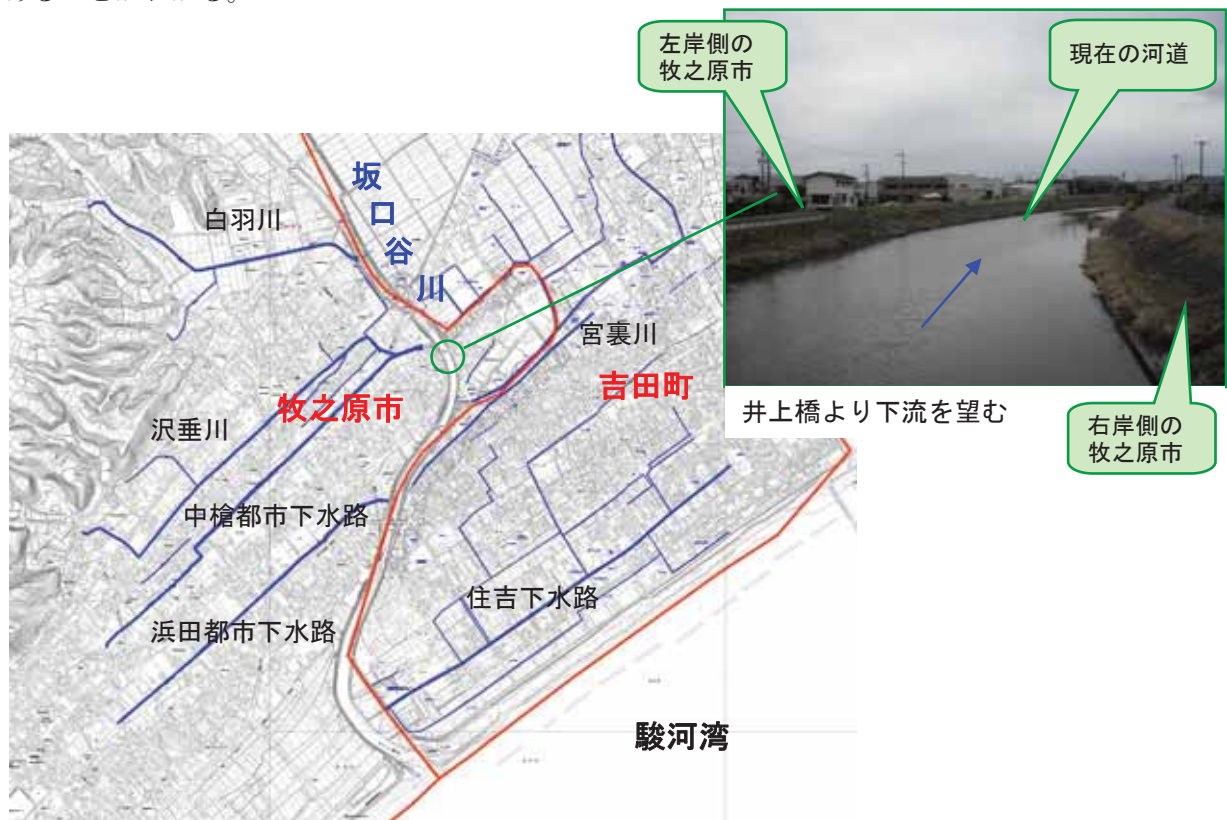 左岸側の
牧之原市
現在の河道
坂
口
谷
川
白羽川
宮裏川
吉田町
牧之原市
井上橋より下流を望む
右岸側の
牧之原市
沢垂川
中槍都市下水路
住吉下水路
浜田都市下水路
駿河湾